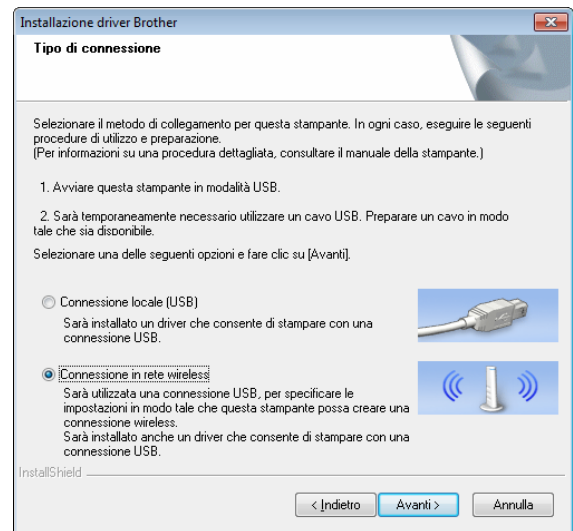 Installazione driver Brother
Tipo di connessione
Selezionare il metodo di collegamento per questa stampante. In ogni caso, eseguire le seguenti
procedure di utilizzo e preparazione.
(Per informazioni su una procedura dettagliata, consultare il manuale della stampante.)
1. Avviare questa stampante in modalità USB.
2. Sarà temporaneamente necessario utilizzare un cavo USB. Preparare un cavo in modo
tale che sia disponibile.
Selezionare una delle seguenti opzioni e fare clic su [Avanti].
Connessione locale (USB)
Sarà installato un driver che consente di stampare con una
connessione USB.
Connessione in rete wireless
Sarà utilizzata una connessione USB, per specificare le
impostazioni in modo tale che questa stampante possa creare una
connessione wireless.
Sarà installato anche un driver che consente di stampare con una
connessione USB.
InstallShield
< Indietro
Avanti >
Annulla